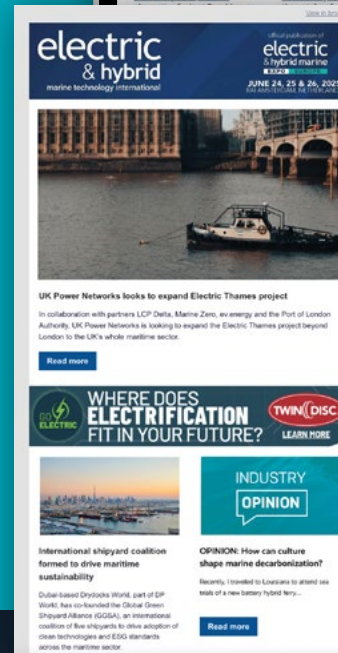 View in bro
electric
& hybrid
marine technology international
official publication of
electric
& hybrid marine
EXPO EUROPE
JUNE 24, 25 & 26, 2025
RAI AMSTERDAM, NETHERLANDS
UK Power Networks looks to expand Electric Thames project
In collaboration with partners LCP Delta, Marine Zero, ev.energy and the Port of London
Authority, UK Power Networks is looking to expand the Electric Thames project beyond
London to the UK's whole maritime sector.
Read more
GO
ELECTRIC
WHERE DOES
ELECTRIFICATION
FIT IN YOUR FUTURE?
TWIN DISC
LEARN MORE
International shipyard coalition
formed to drive maritime
sustainability
Dubai-based Drydocks World, part of DP
World, has co-founded the Global Green
Shipyard Alliance (GGSA), an international
coalition of five shipyards to drive adoption of
clean technologies and ESG standards
across the maritime sector.
INDUSTRY
OPINION
OPINION: How can culture
shape marine decarbonization?
Recently, I traveled to Louisiana to attend sea
trials of a new battery hybrid ferry...
Read more